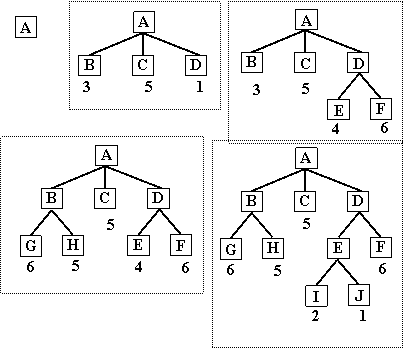 A
A
B C D
3 5 1
A
B C D
3 5
E F
4 6
A
B C D
5
G H E F
6 5 4 6
A
B C D
5
G H E F
6 5 6
I J
2 1